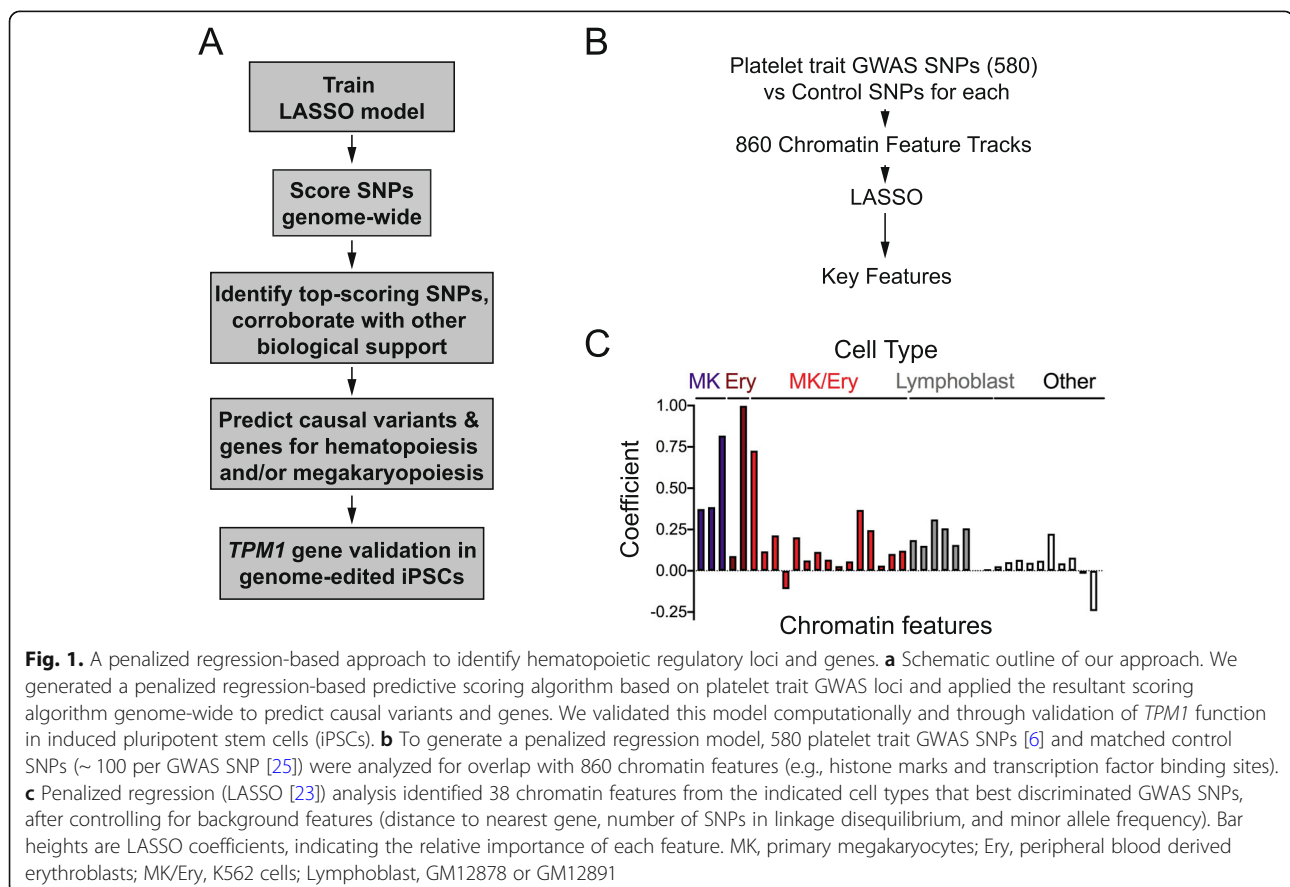 A
Train
LASSO model
Score SNPs
genome-wide
Identify top-scoring SNPs,
corroborate with other
biological support
Predict causal variants &
genes for hematopoiesis
and/or megakaryopoiesis
TPM1 gene validation in
genome-edited iPSCs
B
Platelet trait GWAS SNPs (580)
vs Control SNPs for each
860 Chromatin Feature Tracks
LASSO
Key Features
C
Cell Type
MK Ery MK/Ery Lymphoblast Other
Coefficient
1.00
0.75
0.50
0.25
0.00
-0.25
Chromatin features
Fig. 1. A penalized regression-based approach to identify hematopoietic regulatory loci and genes. a Schematic outline of our approach. We
generated a penalized regression-based predictive scoring algorithm based on platelet trait GWAS loci and applied the resultant scoring
algorithm genome-wide to predict causal variants and genes. We validated this model computationally and through validation of TPM1 function
in induced pluripotent stem cells (iPSCs). b To generate a penalized regression model, 580 platelet trait GWAS SNPs [6] and matched control
SNPs (~ 100 per GWAS SNP [25]) were analyzed for overlap with 860 chromatin features (e.g., histone marks and transcription factor binding sites).
c Penalized regression (LASSO [23]) analysis identified 38 chromatin features from the indicated cell types that best discriminated GWAS SNPs,
after controlling for background features (distance to nearest gene, number of SNPs in linkage disequilibrium, and minor allele frequency). Bar
heights are LASSO coefficients, indicating the relative importance of each feature. MK, primary megakaryocytes; Ery, peripheral blood derived
erythroblasts; MK/Ery, K562 cells; Lymphoblast, GM12878 or GM12891